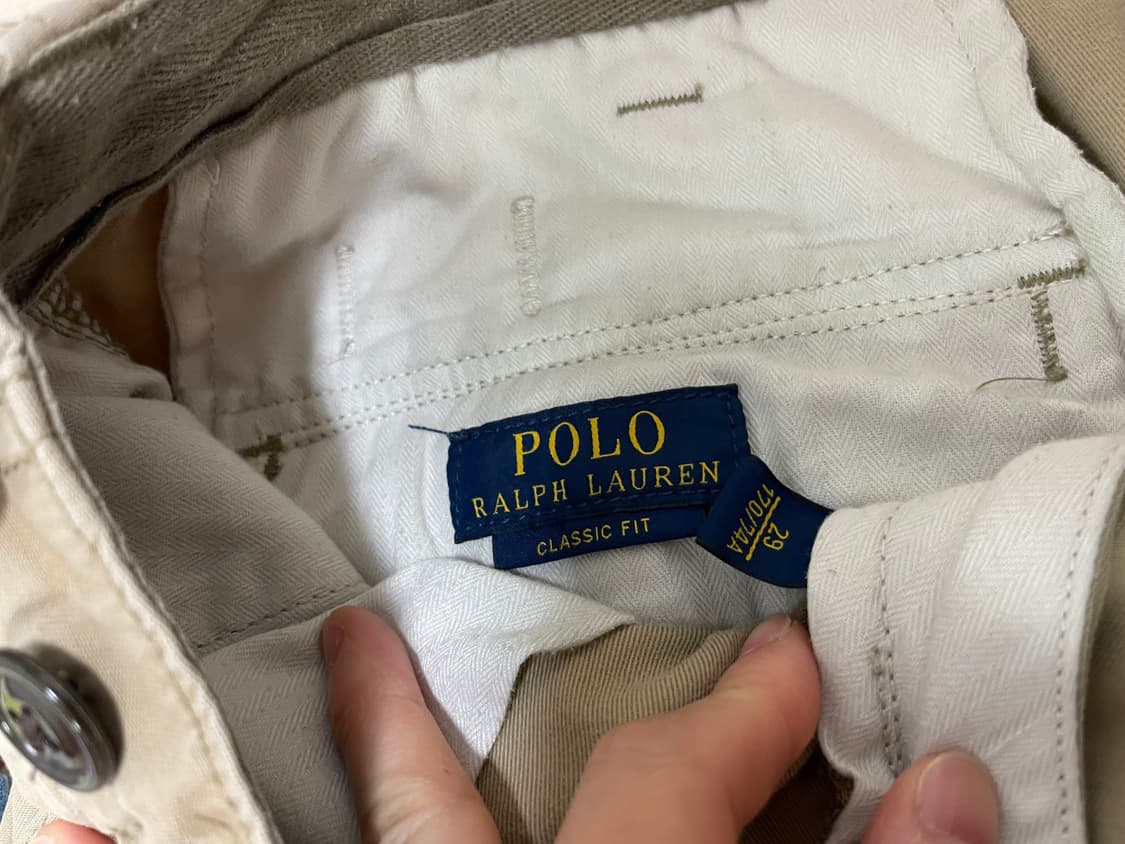 POLO
RALPH LAUREN
CLASSIC FIT
29
170/74A